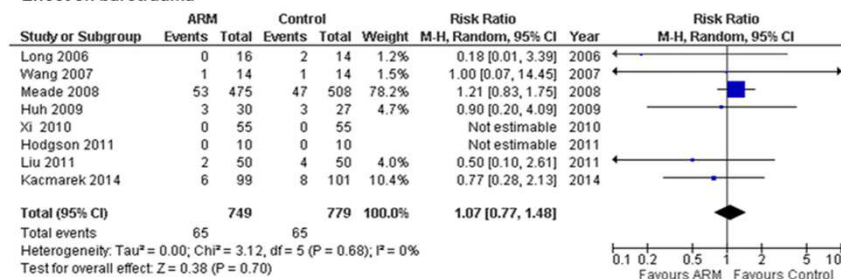 ARM Control Risk Ratio Risk Ratio
Study or Subgroup Events Total Events Total Weight M-H, Random, 95% CI Year M-H, Random, 95% CI
Long 2006 0 16 2 14 1.2% 0.18 [0.01, 3.39] 2006
Wang 2007 1 14 1 14 1.00 [0.07, 14.45] 2007
Meade 2008 53 475 47 508 78.2% 1.21 [0.83, 1.75] 2008
Huh 2009 3 30 3 27 4.7% 0.90 [0.20, 4.09] 2009
Xi 2010 0 55 0 55 Not estimable 2010
Hodgson 2011 0 10 0 10 Not estimable 2011
Liu 2011 2 50 4 50 4.0% 0.50 [0.10, 2.61] 2011
Kacmarek 2014 6 99 8 101 10.4% 0.77 [0.28, 2.13] 2014
Total (95% CI) 749 779 100.0% 1.07 [0.77, 1.48]
Total events 65 65
Heterogeneity: Tau² = 0.00; Chi² = 3.12, df = 5 (P = 0.68); I² = 0%
Test for overall effect: Z = 0.38 (P = 0.70)
0.1 0.2 1 2 5 10
Favours ARM Favours Control